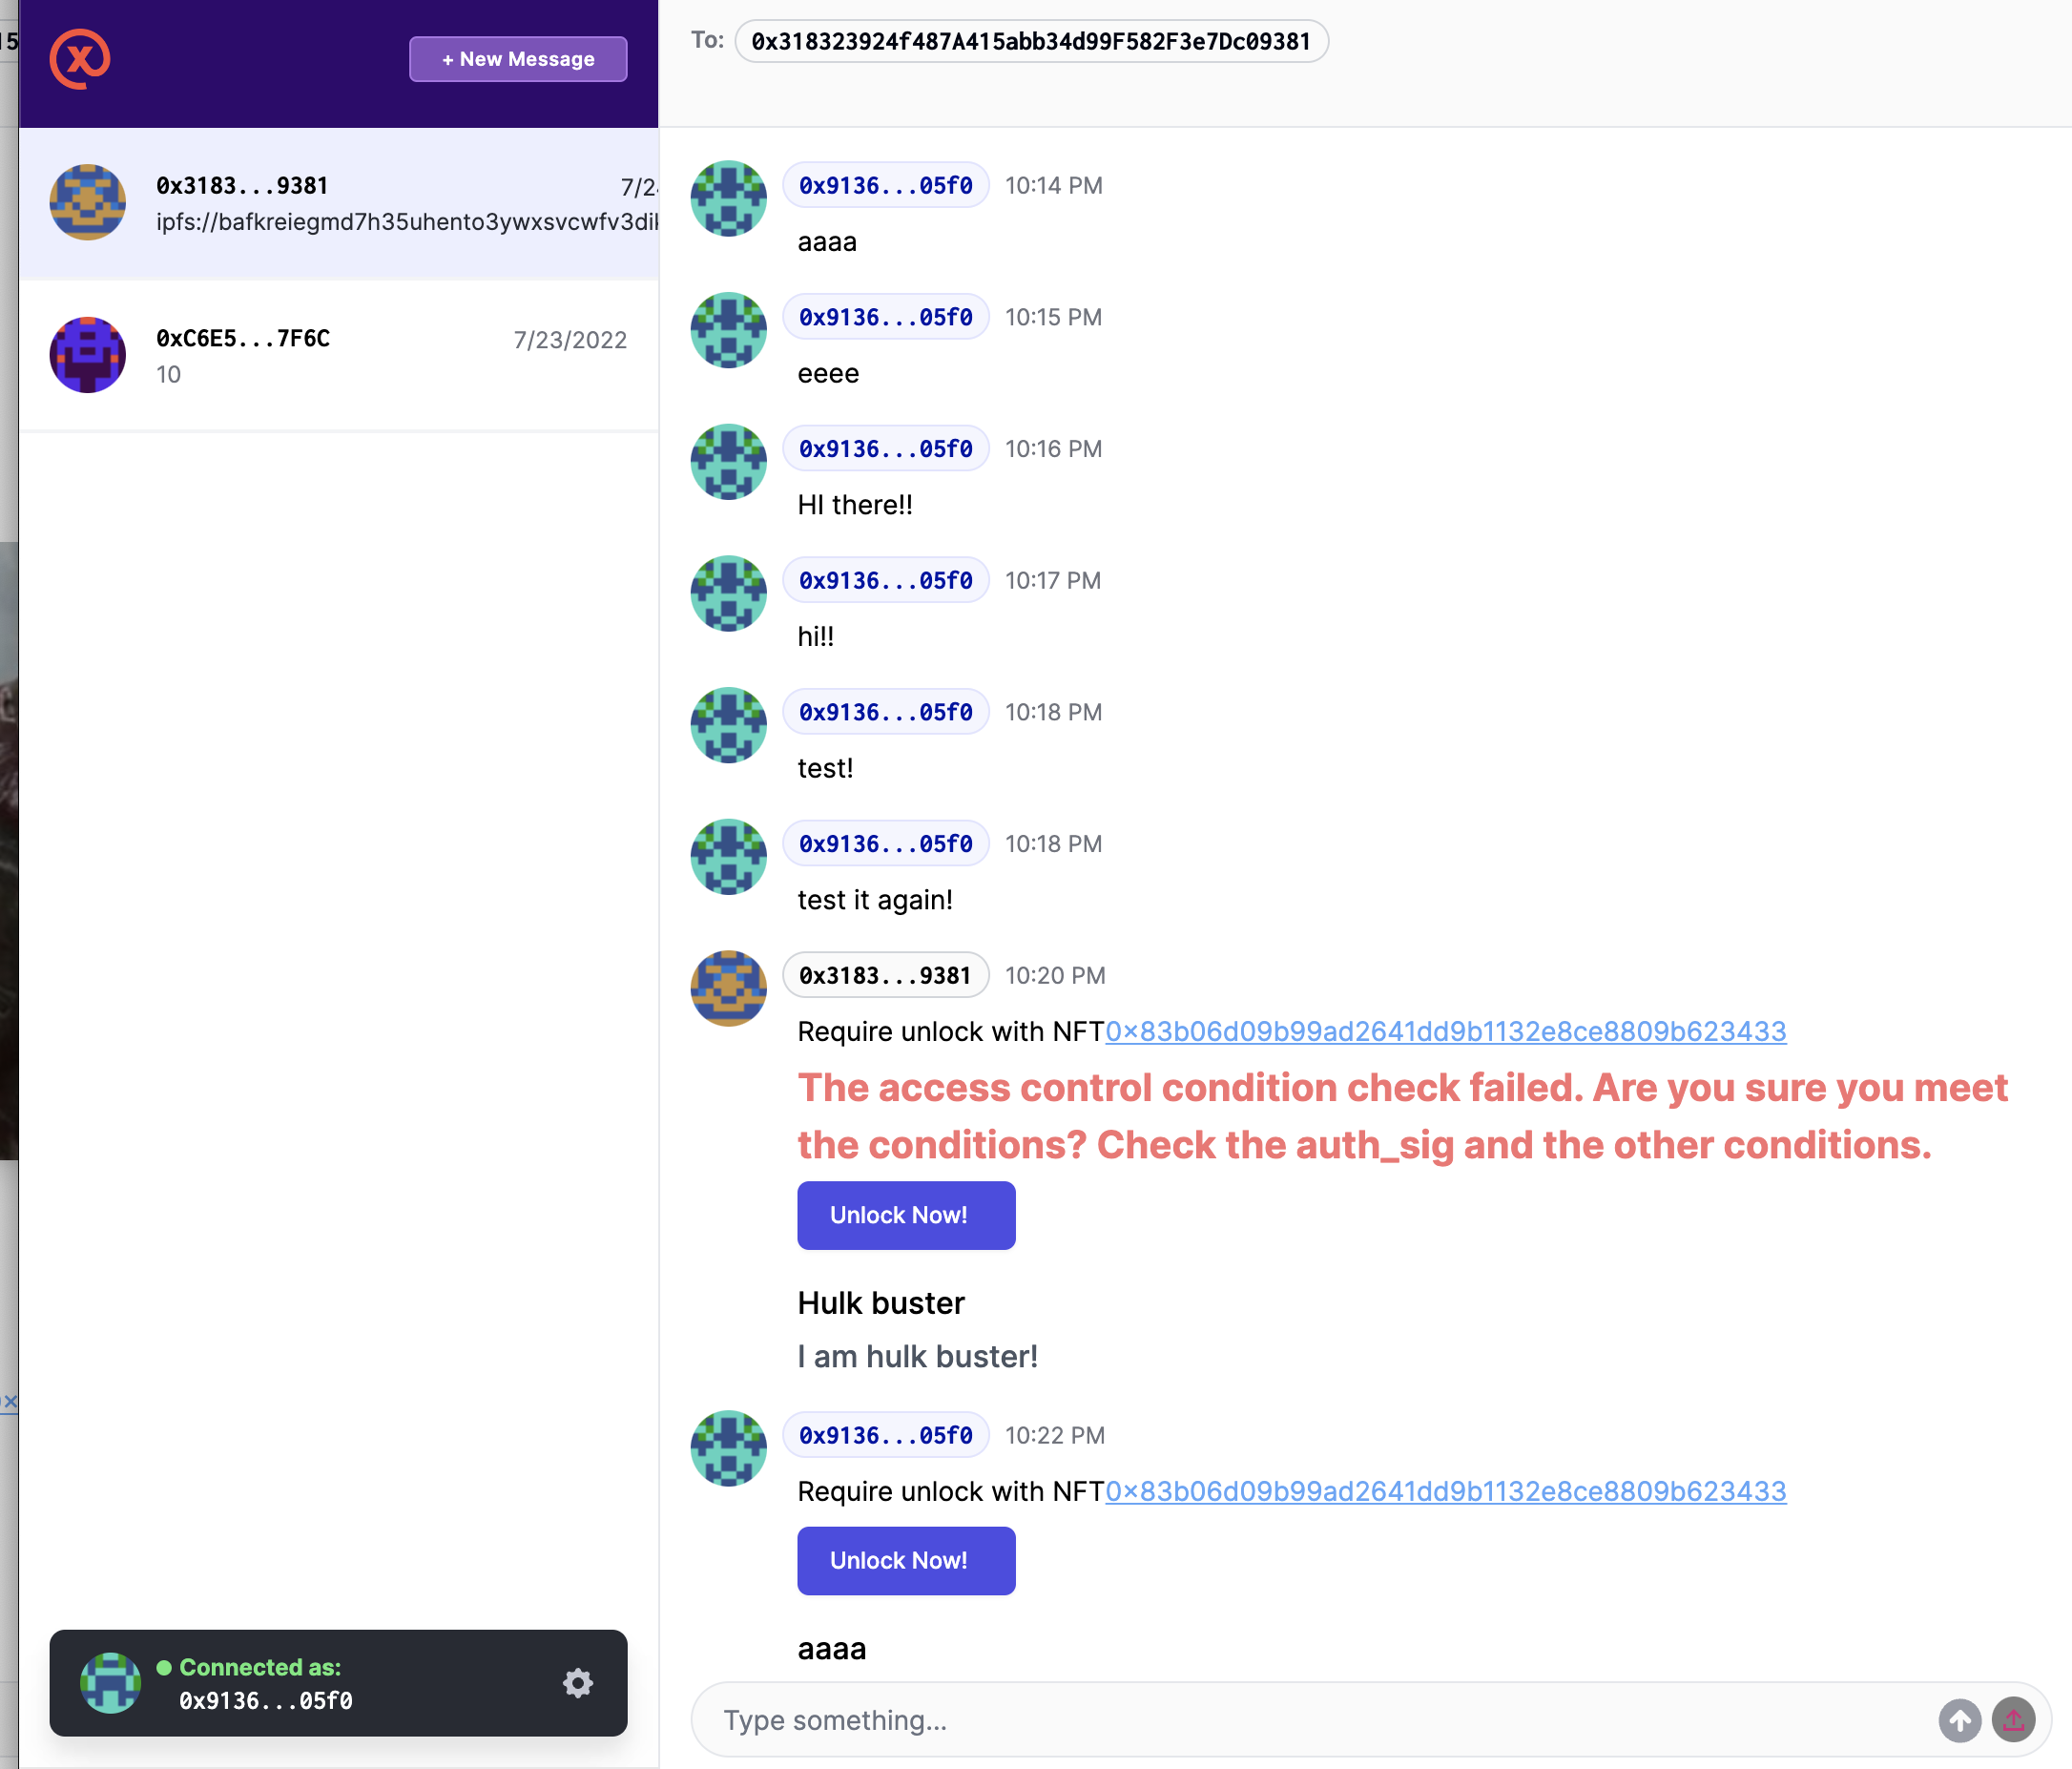 + New Message
0x3183...9381
7/2
ipfs://bafkreiegmd7h35uhento3ywxsvcwfv3dik
0xC6E5...7F6C
7/23/2022
10
Connected as:
0x9136...05f0
To: 0x318323924f487A415abb34d99F582F3e7Dc09381
0x9136...05f0 10:14 PM
aaaa
0x9136...05f0 10:15 PM
eeee
0x9136...05f0 10:16 PM
HI there!!
0x9136...05f0 10:17 PM
hi!!
0x9136...05f0 10:18 PM
test!
0x9136...05f0 10:18 PM
test it again!
0x3183...9381 10:20 PM
Require unlock with NFT0x83b06d09b99ad2641dd9b1132e8ce8809b623433
The access control condition check failed. Are you sure you meet
the conditions? Check the auth_sig and the other conditions.
Unlock Now!
Hulk buster
I am hulk buster!
0x9136...05f0 10:22 PM
Require unlock with NFT0x83b06d09b99ad2641dd9b1132e8ce8809b623433
Unlock Now!
aaaa
Type something...